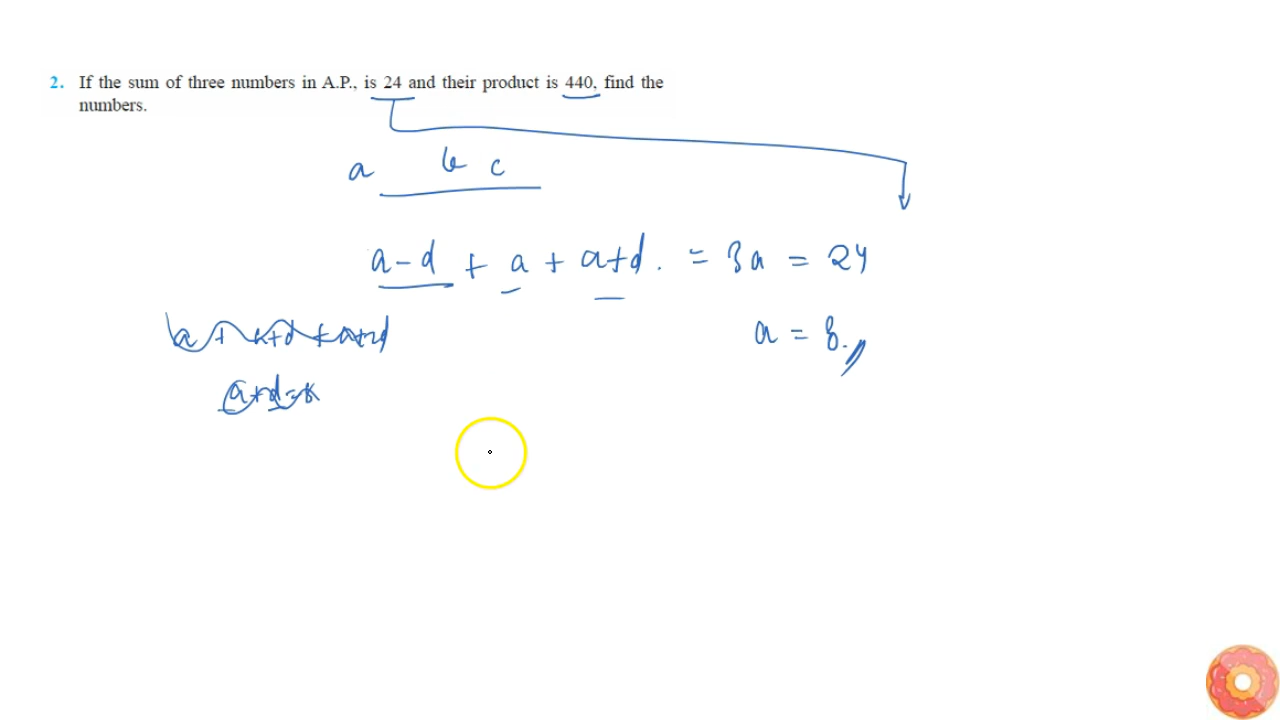 2. If the sum of three numbers in A.P., is 24 and their product is 440, find the
numbers.
a b c
a-d + a + a+d. = 3a = 24
a + a+d + a+2d
a = 8.